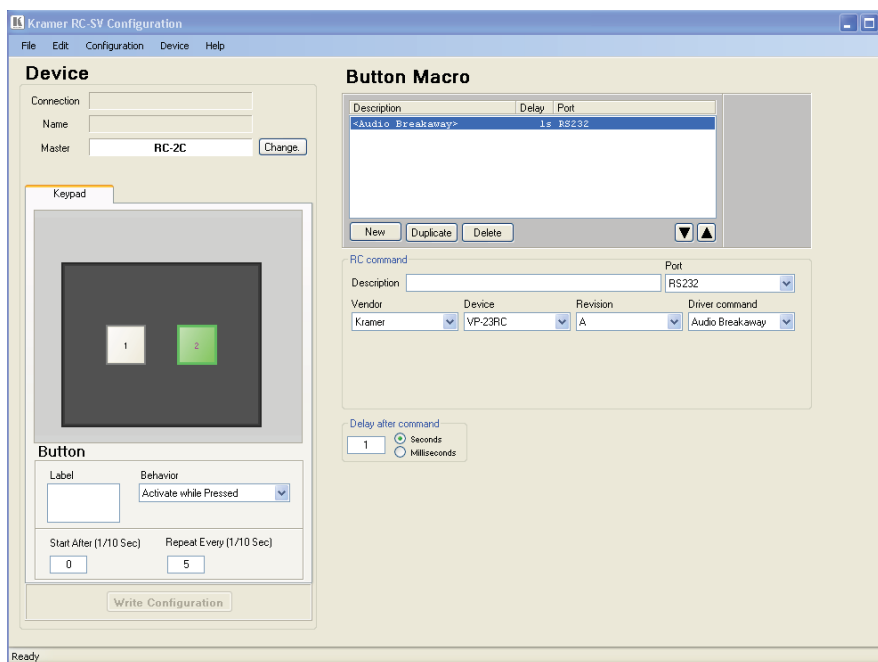 Kramer RC-SV Configuration
File Edit Configuration Device Help
Device
Connection
Name
Master RC-2C Change.
Keypad
1 2
Button
Label Behavior
Activate while Pressed
Start After (1/10 Sec) Repeat Every (1/10 Sec)
0 5
Write Configuration
Button Macro
Description Delay Port
<Audio Breakaway> 1s RS232
New Duplicate Delete
RC command
Port
Description RS232
Vendor Device Revision Driver command
Kramer VP-23RC A Audio Breakaway
Delay after command
1 Seconds
Milliseconds
Ready